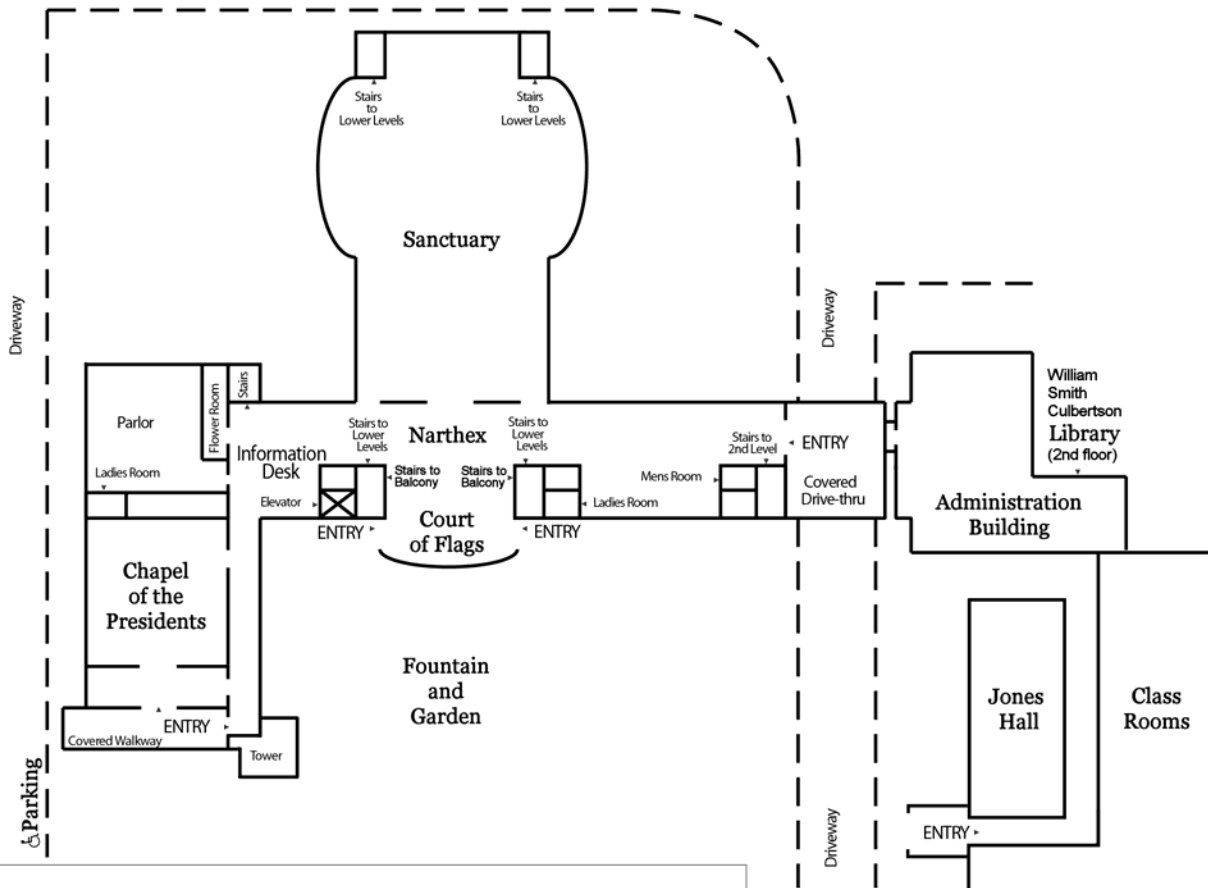 Stairs
to
Lower Levels
Stairs
to
Lower Levels
Sanctuary
Driveway
Driveway
Parlor
Flower Room
Stairs
Ladies Room
Information
Desk
Elevator
Stairs to
Lower
Levels
Narthex
Stairs to
Lower
Levels
Stairs to
Balcony
Stairs to
Balcony
Court
of Flags
ENTRY
ENTRY
Ladies Room
Mens Room
Stairs to
2nd Level
ENTRY
Covered
Drive-thru
William
Smith
Culbertson
Library
(2nd floor)
Administration
Building
Chapel
of the
Presidents
Fountain
and
Garden
ENTRY
Covered Walkway
Tower
Parking
Jones
Hall
Class
Rooms
Driveway
ENTRY